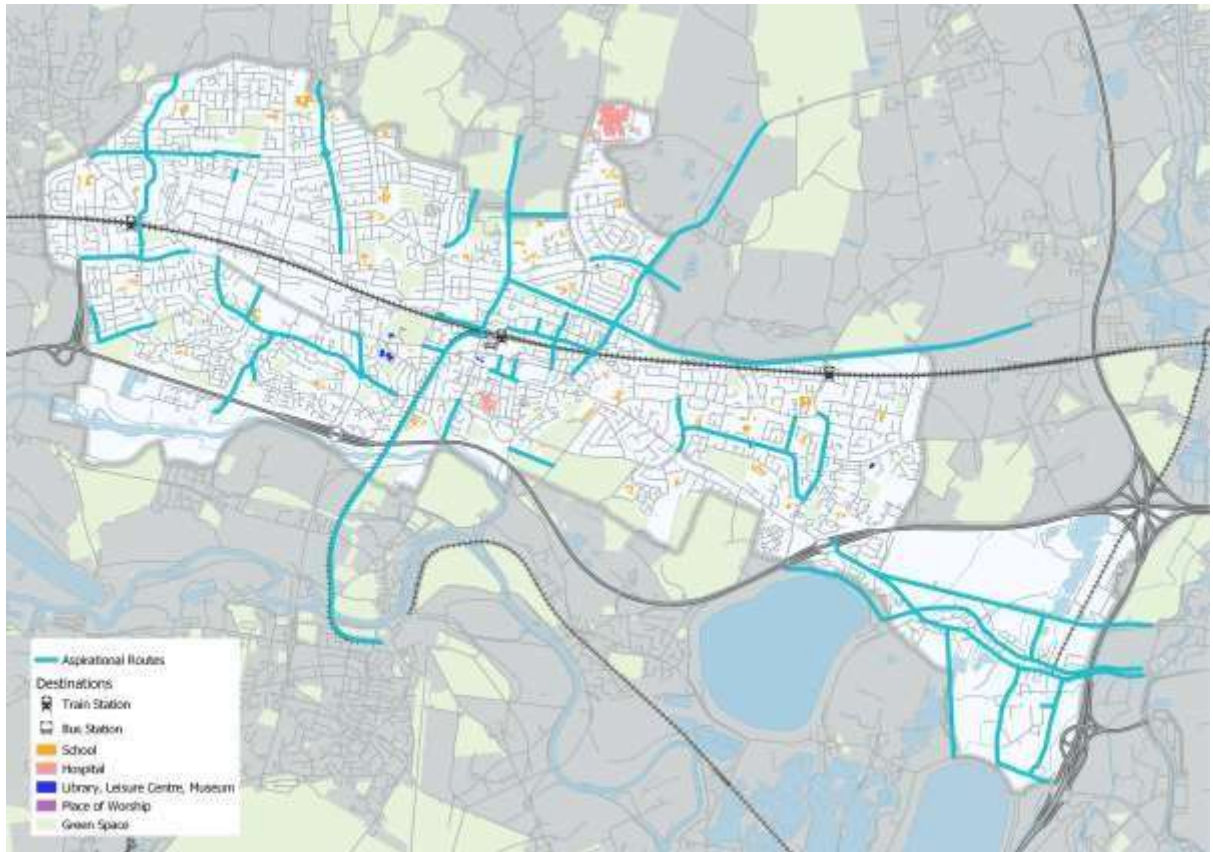 Aspirational Routes
Destinations
Train Station
Bus Station
School
Hospital
Library, Leisure Centre, Museum
Place of Worship
Green Space